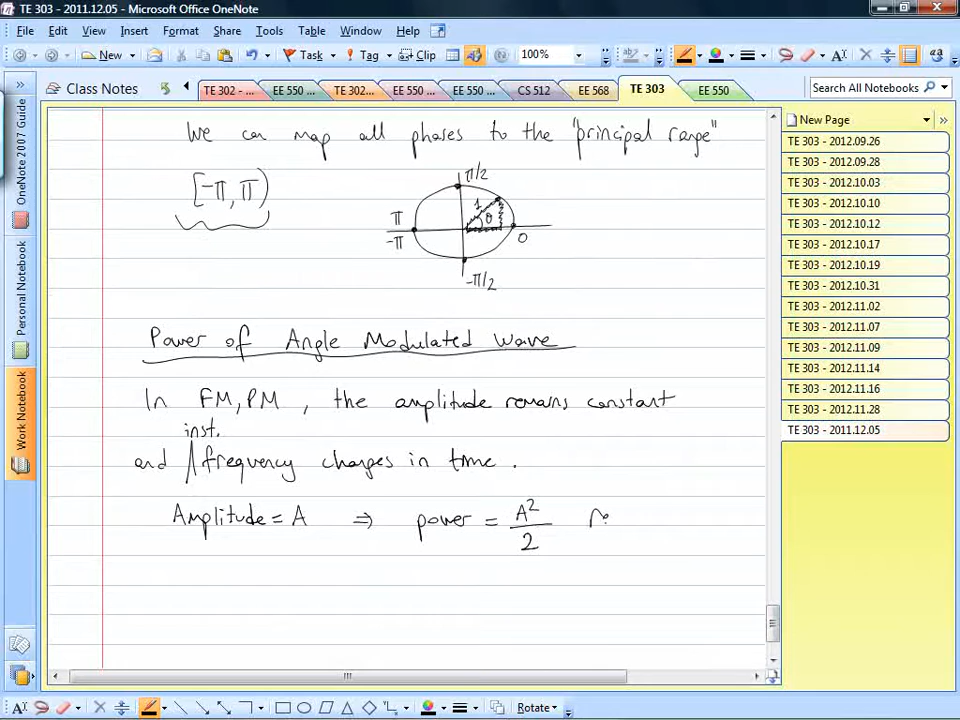 TE 303 - 2011.12.05 - Microsoft Office OneNote
File Edit View Insert Format Share Tools Table Window Help
New Task Tag Clip 100%
Class Notes TE 302 - ... EE 550 ... TE 302... EE 550 ... EE 550 ... CS 512 EE 568 TE 303 EE 550 Search All Notebooks
OneNote 2007 Guide
Personal Notebook
Work Notebook
We can map all phases to the "principal range"
[-π, π)
π/2
π
-π
1
θ
0
-π/2
Power of Angle Modulated Wave
In FM, PM, the amplitude remains constant
inst.
and frequency changes in time.
Amplitude = A ⇒ power = A²/2
New Page
TE 303 - 2012.09.26
TE 303 - 2012.09.28
TE 303 - 2012.10.03
TE 303 - 2012.10.10
TE 303 - 2012.10.12
TE 303 - 2012.10.17
TE 303 - 2012.10.19
TE 303 - 2012.10.31
TE 303 - 2012.11.02
TE 303 - 2012.11.07
TE 303 - 2012.11.09
TE 303 - 2012.11.14
TE 303 - 2012.11.16
TE 303 - 2012.11.28
TE 303 - 2011.12.05
Rotate